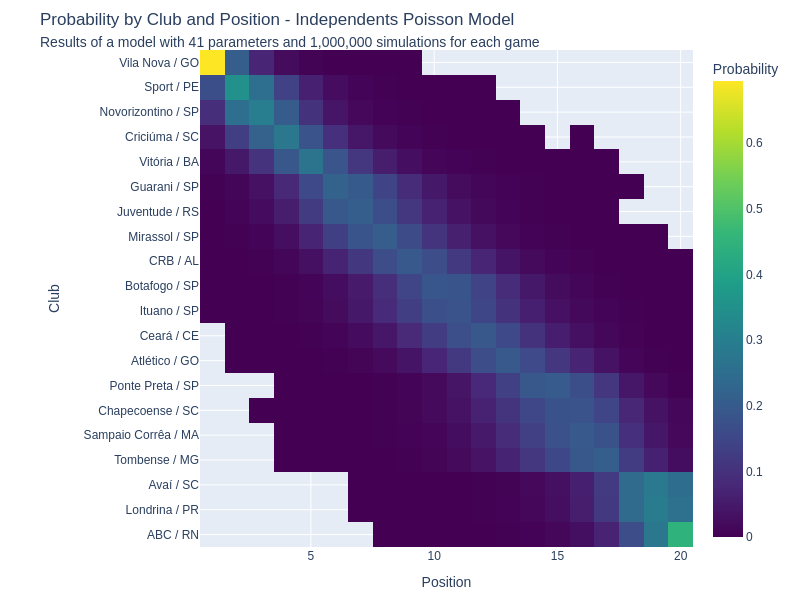 Probability by Club and Position - Independents Poisson Model
Results of a model with 41 parameters and 1,000,000 simulations for each game
Probability
Vila Nova / GO
Sport / PE
Novorizontino / SP
Criciúma / SC
Vitória / BA
Guarani / SP
Juventude / RS
Mirassol / SP
CRB / AL
Botafogo / SP
Ituano / SP
Ceará / CE
Atlético / GO
Ponte Preta / SP
Chapecoense / SC
Sampaio Corrêa / MA
Tombense / MG
Avaí / SC
Londrina / PR
ABC / RN
Club
5
10
15
20
Position
0.6
0.5
0.4
0.3
0.2
0.1
0